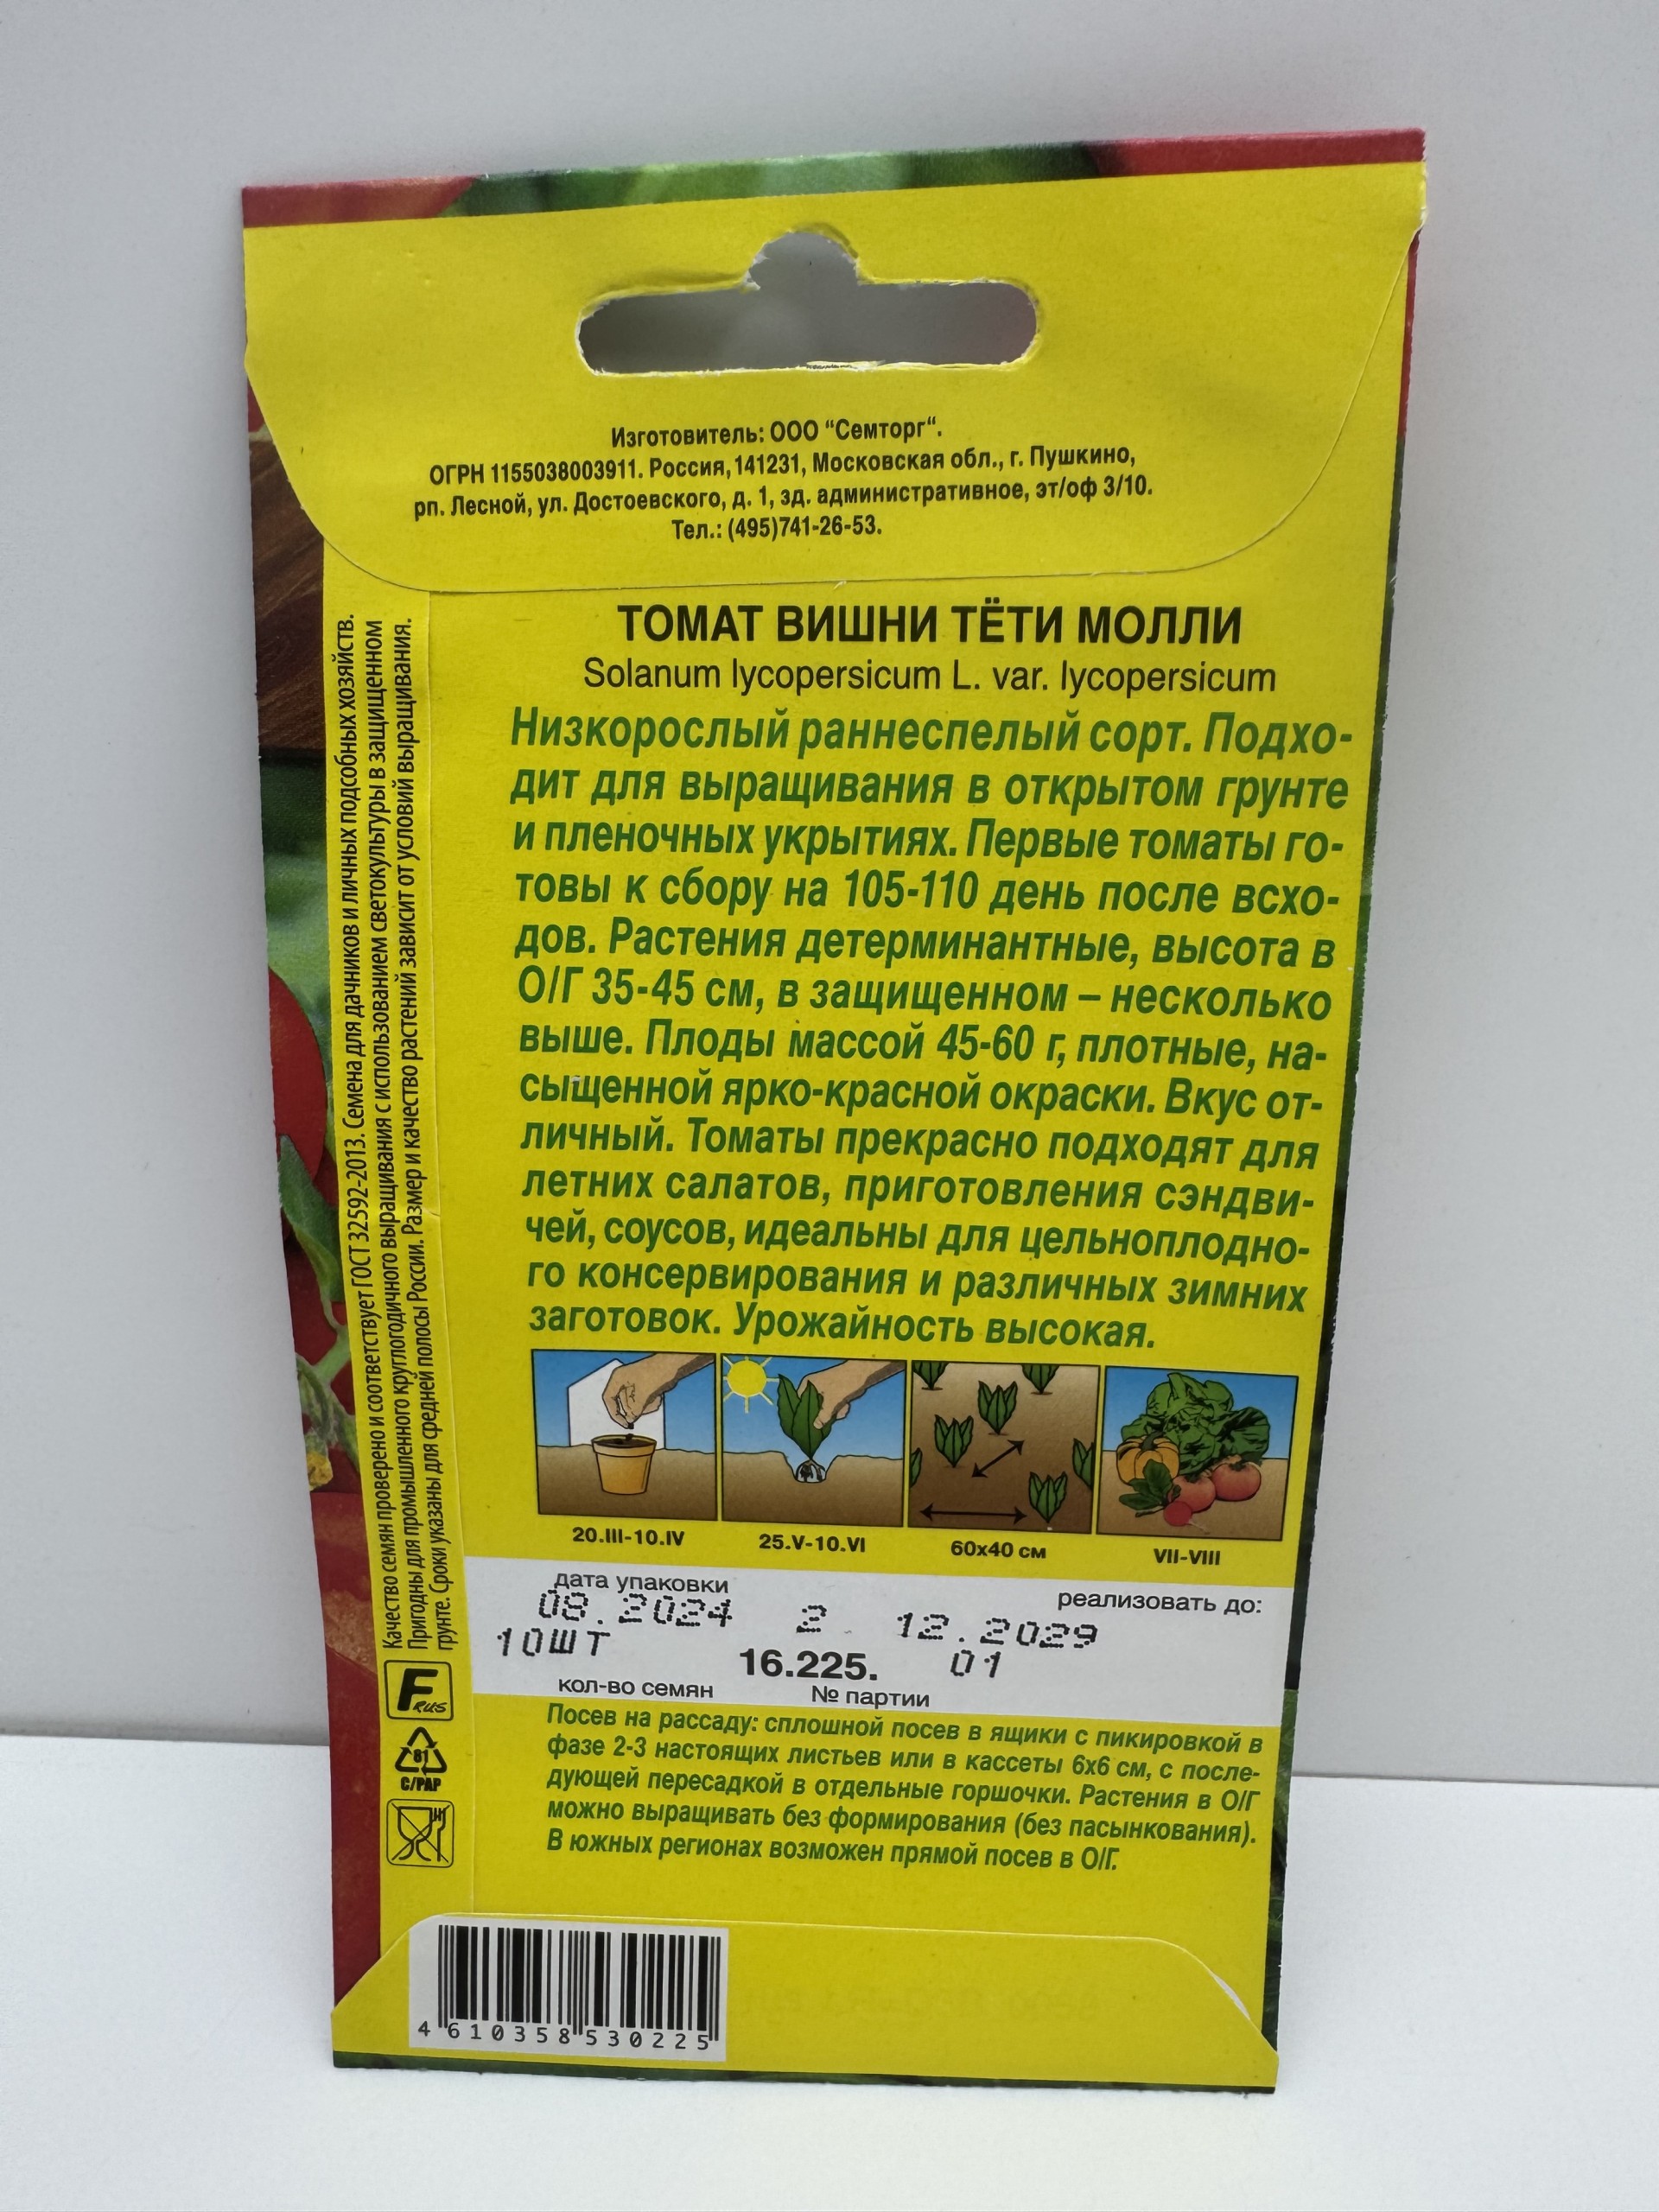 Изготовитель: ООО “Семторг“.
ОГРН 1155038003911. Россия, 141231, Московская обл., г. Пушкино,
рп. Лесной, ул. Достоевского, д. 1, зд. административное, эт/оф 3/10.
Тел.: (495)741-26-53.
ТОМАТ ВИШНИ ТЁТИ МОЛЛИ
Solanum lycopersicum L. var. lycopersicum
Низкорослый раннеспелый сорт. Подхо-
дит для выращивания в открытом грунте
и пленочных укрытиях. Первые томаты го-
товы к сбору на 105-110 день после всхо-
дов. Растения детерминантные, высота в
О/Г 35-45 см, в защищенном – несколько
выше. Плоды массой 45-60 г, плотные, на-
сыщенной ярко-красной окраски. Вкус от-
личный. Томаты прекрасно подходят для
летних салатов, приготовления сэндви-
чей, соусов, идеальны для цельноплодно-
го консервирования и различных зимних
заготовок. Урожайность высокая.
20.III-10.IV
25.V-10.VI
60x40 см
VII-VIII
дата упаковки
реализовать до:
08.2024 2 12.2029
10ШТ
16.225. 01
кол-во семян
№ партии
Посев на рассаду: сплошной посев в ящики с пикировкой в
фазе 2-3 настоящих листьев или в кассеты 6х6 см, с после-
дующей пересадкой в отдельные горшочки. Растения в О/Г
можно выращивать без формирования (без пасынкования).
В южных регионах возможен прямой посев в О/Г.
Качество семян проверено и соответствует ГОСТ 32592-2013. Семена для дачников и личных подсобных хозяйств.
Пригодны для промышленного круглогодичного выращивания с использованием светокультуры в защищенном
грунте. Сроки указаны для средней полосы России. Размер и качество растений зависит от условий выращивания.
F RUS
81
C/PAP
4 610358 530225